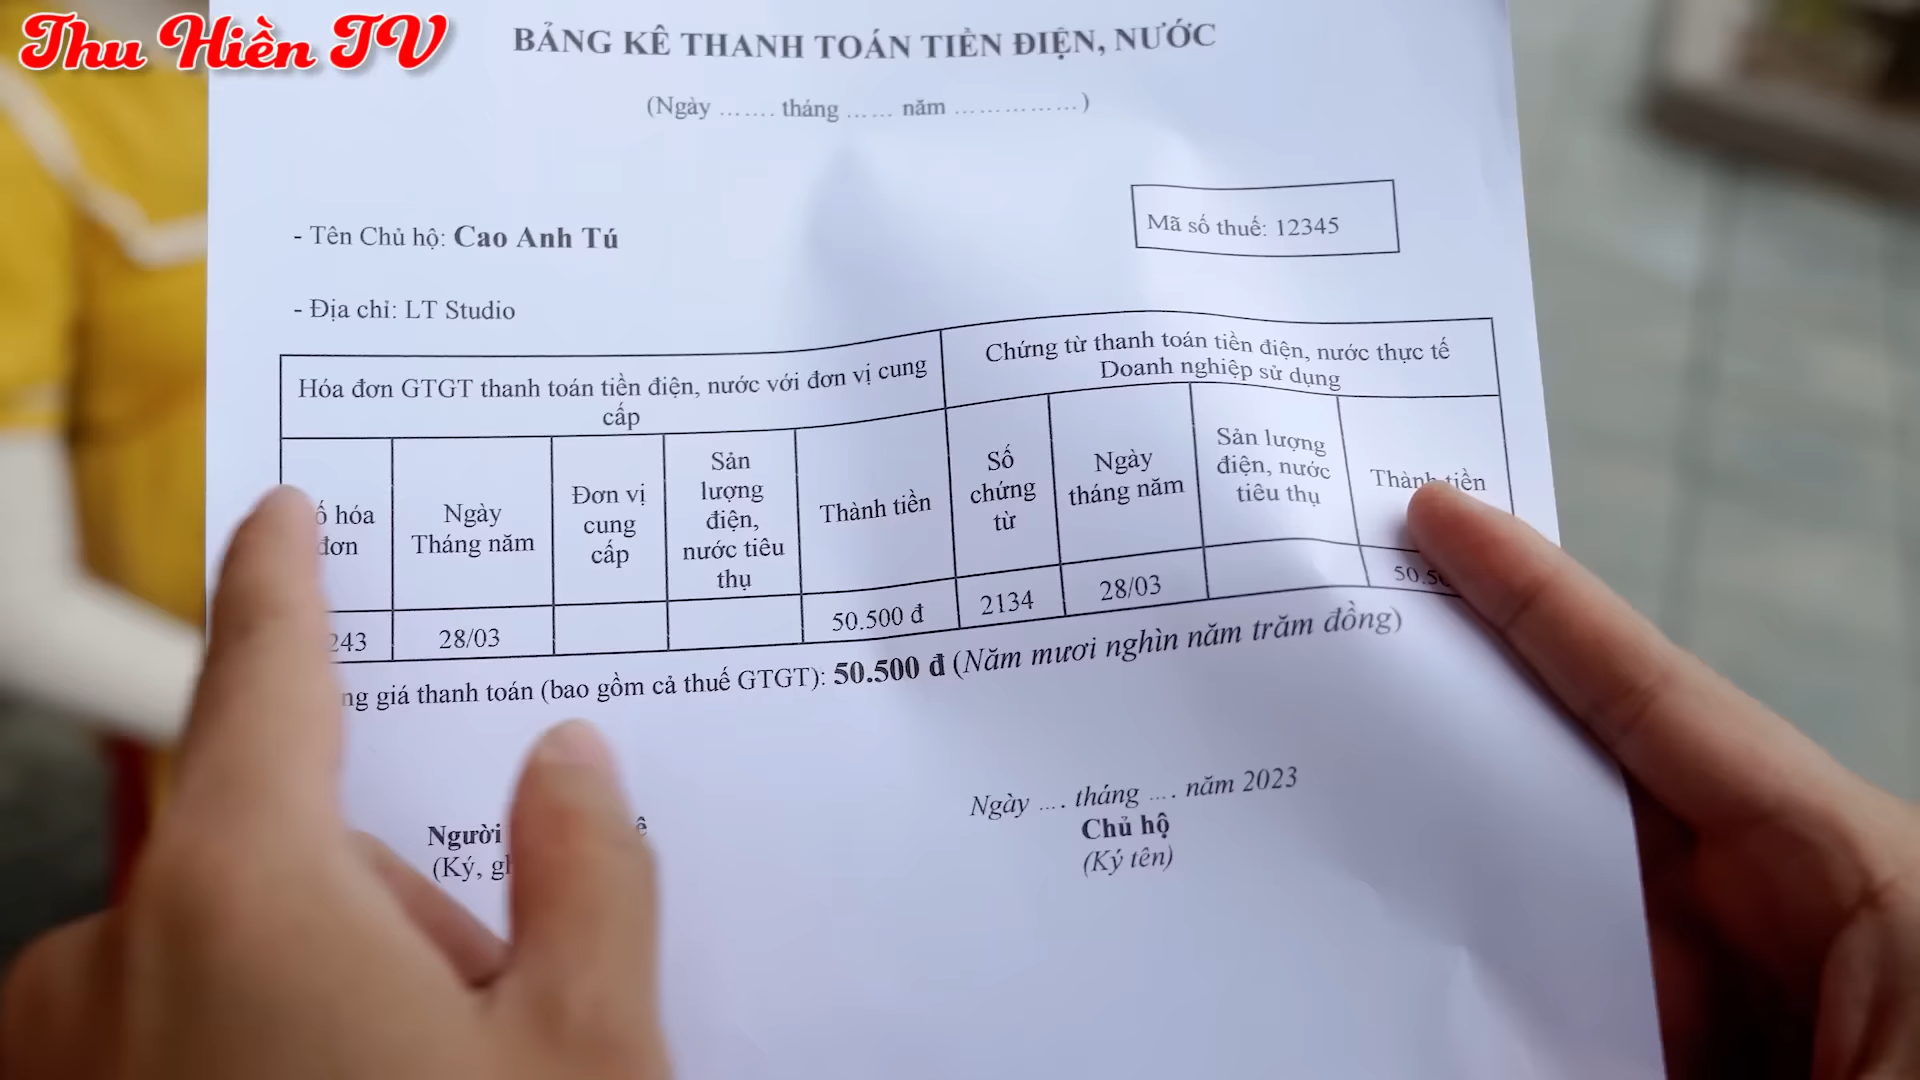 Thu Hiền TV
BẢNG KÊ THANH TOÁN TIỀN ĐIỆN, NƯỚC
(Ngày ....... tháng ...... năm ................)
Mã số thuế: 12345
- Tên Chủ hộ: Cao Anh Tú
- Địa chỉ: LT Studio
Hóa đơn GTGT thanh toán tiền điện, nước với đơn vị cung
cấp
Chứng từ thanh toán tiền điện, nước thực tế
Doanh nghiệp sử dụng
hóa
đơn
Ngày
Tháng năm
Đơn vị
cung
cấp
Sản
lượng
điện,
nước tiêu
thụ
Thành tiền
Số
chứng
từ
Ngày
tháng năm
Sản lượng
điện, nước
tiêu thụ
Thành tiền
243
28/03
50.500 đ
2134
28/03
50.5
giá thanh toán (bao gồm cả thuế GTGT): 50.500 đ (Năm mươi nghìn năm trăm đồng)
Ngày .... tháng .... năm 2023
Người
(Ký,
Chủ hộ
(Ký tên)